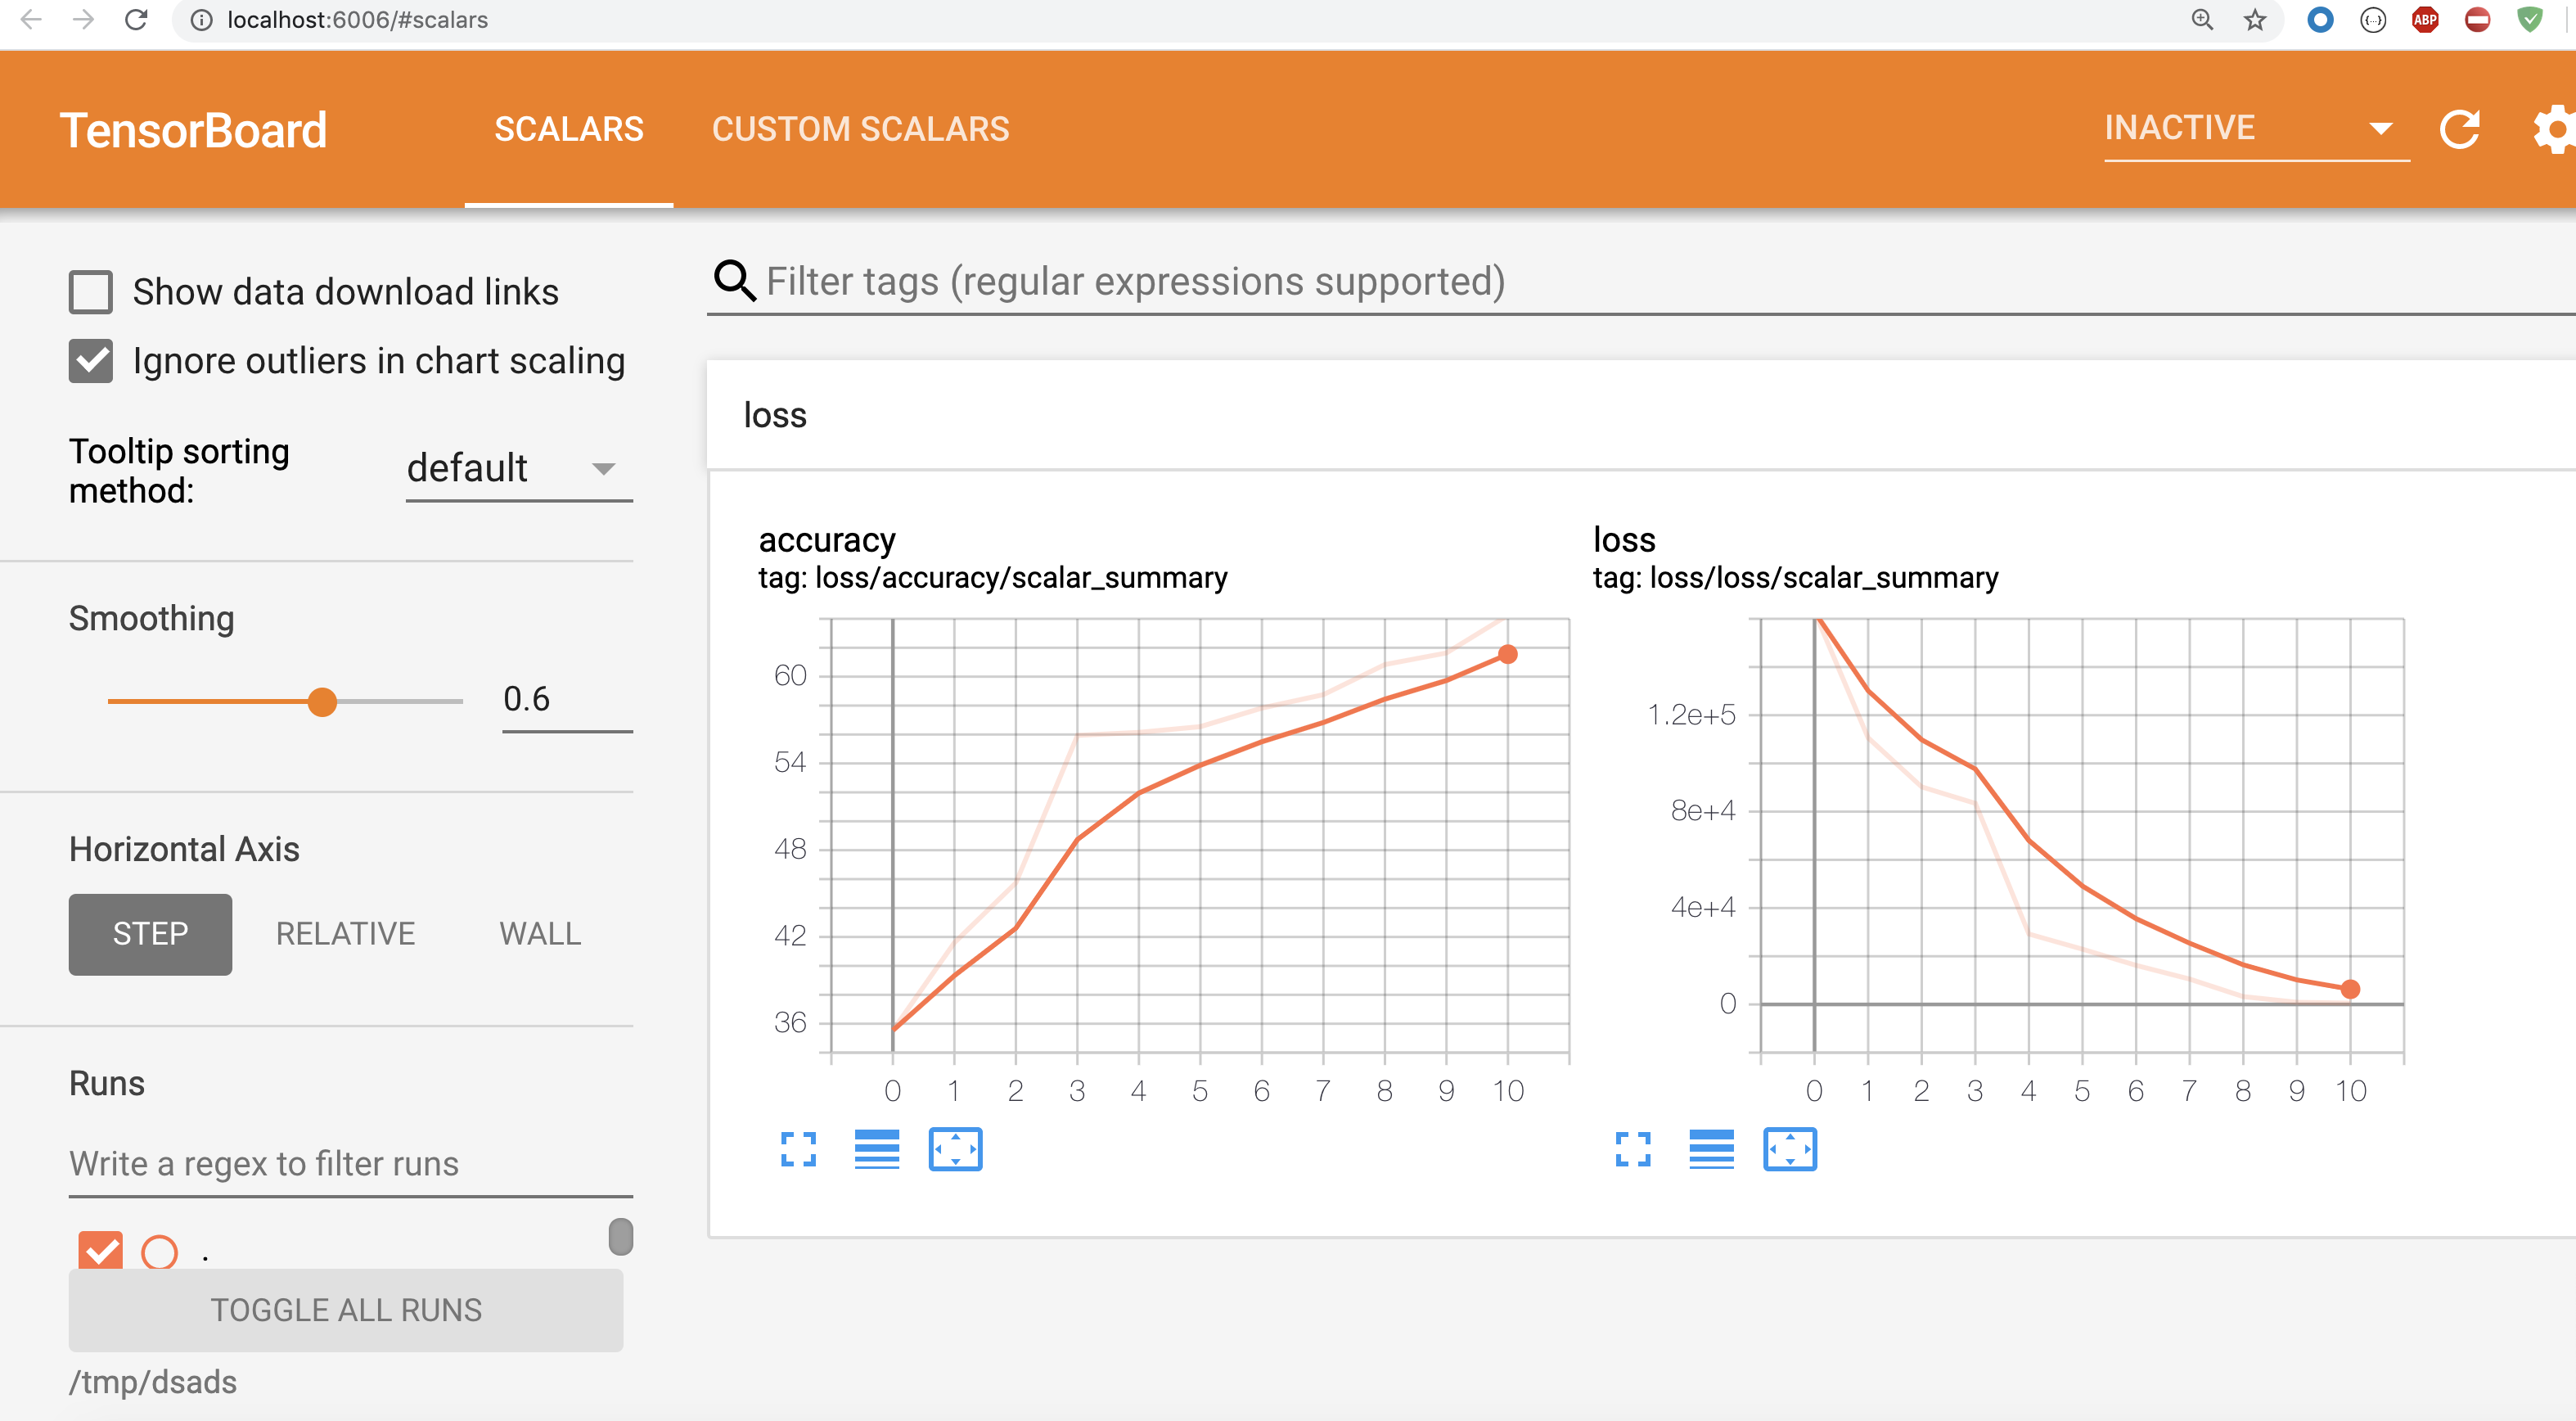 localhost:6006/#scalars
ABP
TensorBoard
SCALARS
CUSTOM SCALARS
INACTIVE
Show data download links
Ignore outliers in chart scaling
Tooltip sorting
method:
default
Smoothing
0.6
Horizontal Axis
STEP
RELATIVE
WALL
Runs
Write a regex to filter runs
.
TOGGLE ALL RUNS
/tmp/dsads
Filter tags (regular expressions supported)
loss
accuracy
tag: loss/accuracy/scalar_summary
60
54
48
42
36
0 1 2 3 4 5 6 7 8 9 10
loss
tag: loss/loss/scalar_summary
1.2e+5
8e+4
4e+4
0
0 1 2 3 4 5 6 7 8 9 10